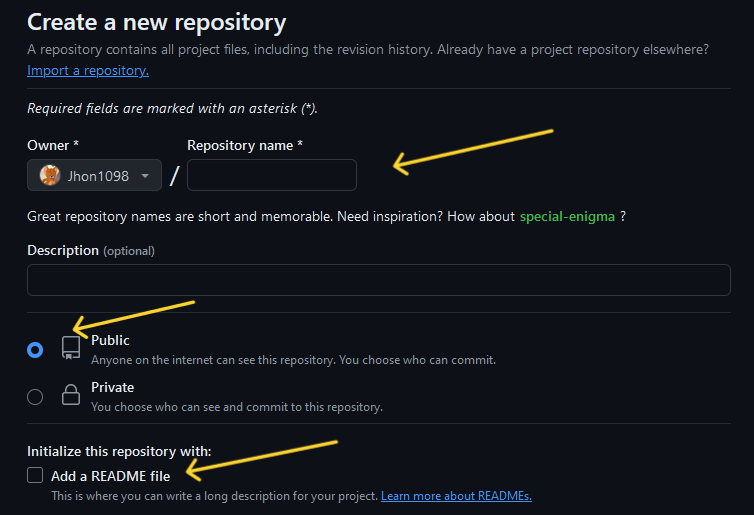 Create a new repository
A repository contains all project files, including the revision history. Already have a project repository elsewhere?
Import a repository.
Required fields are marked with an asterisk (*).
Owner * Repository name *
Jhon1098 /
Great repository names are short and memorable. Need inspiration? How about special-enigma ?
Description (optional)
Public
Anyone on the internet can see this repository. You choose who can commit.
Private
You choose who can see and commit to this repository.
Initialize this repository with:
Add a README file
This is where you can write a long description for your project. Learn more about READMEs.